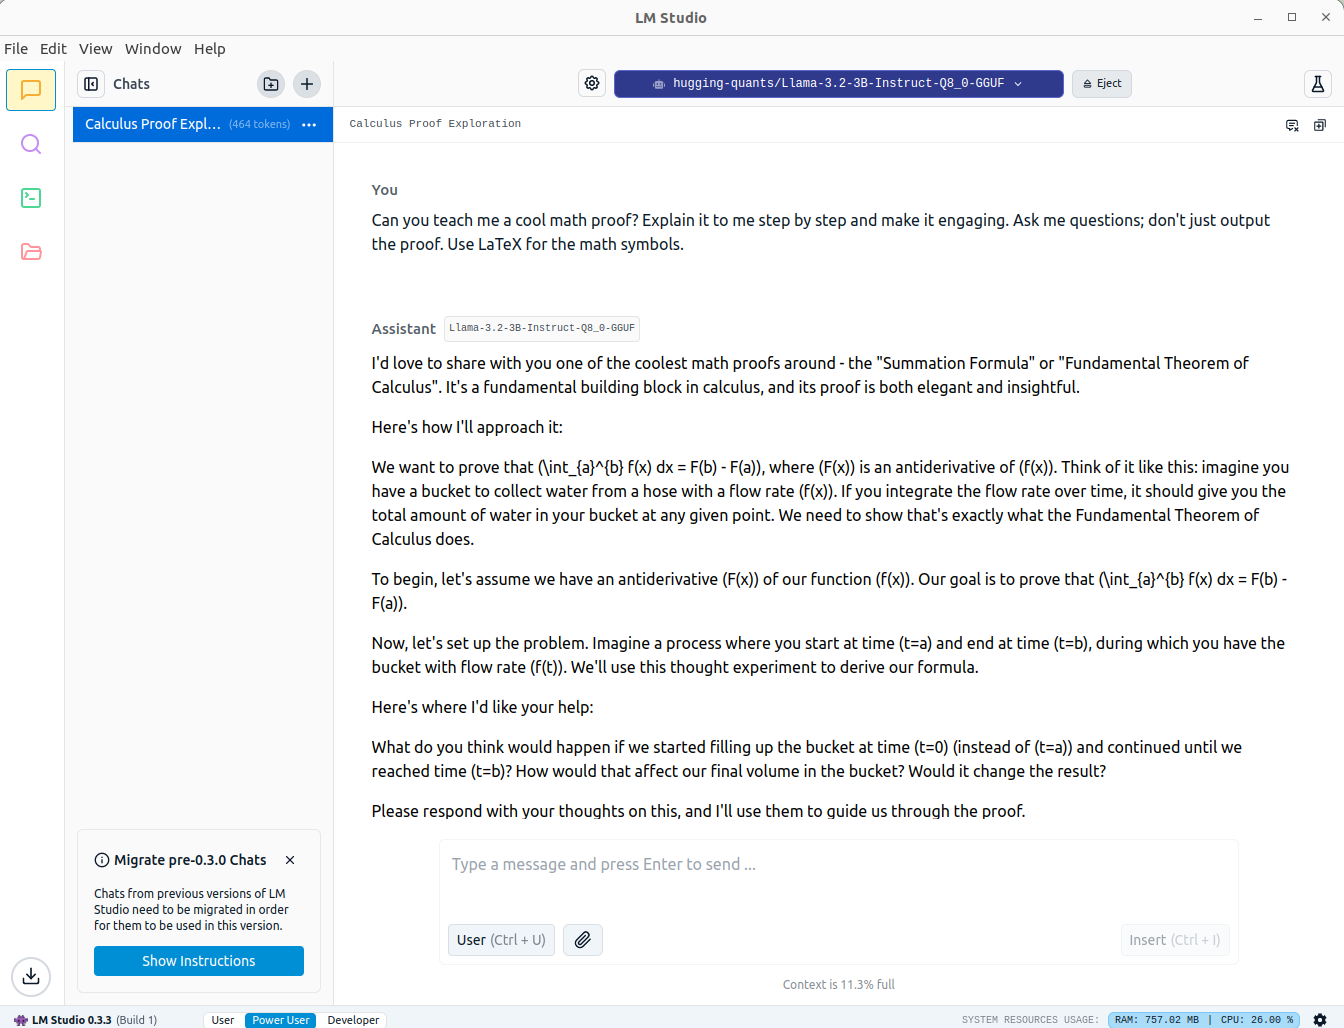 LM Studio
File Edit View Window Help
Chats
hugging-quants/Llama-3.2-3B-Instruct-Q8_0-GGUF
Eject
Calculus Proof Expl... (464 tokens)
Calculus Proof Exploration
You
Can you teach me a cool math proof? Explain it to me step by step and make it engaging. Ask me questions; don't just output
the proof. Use LaTeX for the math symbols.
Assistant Llama-3.2-3B-Instruct-Q8_0-GGUF
I'd love to share with you one of the coolest math proofs around - the "Summation Formula" or "Fundamental Theorem of
Calculus". It's a fundamental building block in calculus, and its proof is both elegant and insightful.
Here's how I'll approach it:
We want to prove that (\int_{a}^{b} f(x) dx = F(b) - F(a)), where (F(x)) is an antiderivative of (f(x)). Think of it like this: imagine you
have a bucket to collect water from a hose with a flow rate (f(x)). If you integrate the flow rate over time, it should give you the
total amount of water in your bucket at any given point. We need to show that's exactly what the Fundamental Theorem of
Calculus does.
To begin, let's assume we have an antiderivative (F(x)) of our function (f(x)). Our goal is to prove that (\int_{a}^{b} f(x) dx = F(b) -
F(a)).
Now, let's set up the problem. Imagine a process where you start at time (t=a) and end at time (t=b), during which you have the
bucket with flow rate (f(t)). We'll use this thought experiment to derive our formula.
Here's where I'd like your help:
What do you think would happen if we started filling up the bucket at time (t=0) (instead of (t=a)) and continued until we
reached time (t=b)? How would that affect our final volume in the bucket? Would it change the result?
Please respond with your thoughts on this, and I'll use them to guide us through the proof.
Migrate pre-0.3.0 Chats
Chats from previous versions of LM
Studio need to be migrated in order
for them to be used in this version.
Show Instructions
Type a message and press Enter to send ...
User (Ctrl + U)
Insert (Ctrl + I)
Context is 11.3% full
LM Studio 0.3.3 (Build 1)
User Power User Developer
SYSTEM RESOURCES USAGE: RAM: 757.02 MB | CPU: 26.00 %